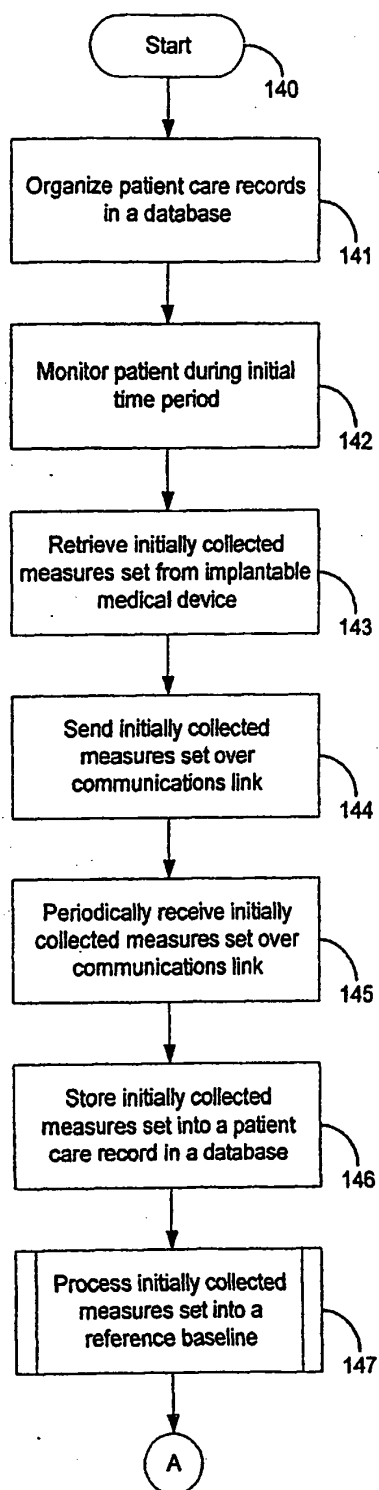 Start
140
Organize patient care records
in a database
141
Monitor patient during initial
time period
142
Retrieve initially collected
measures set from implantable
medical device
143
Send initially collected
measures set over
communications link
144
Periodically receive initially
collected measures set over
communications link
145
Store initially collected
measures set into a patient
care record in a database
146
Process initially collected
measures set into a
reference baseline
147
A